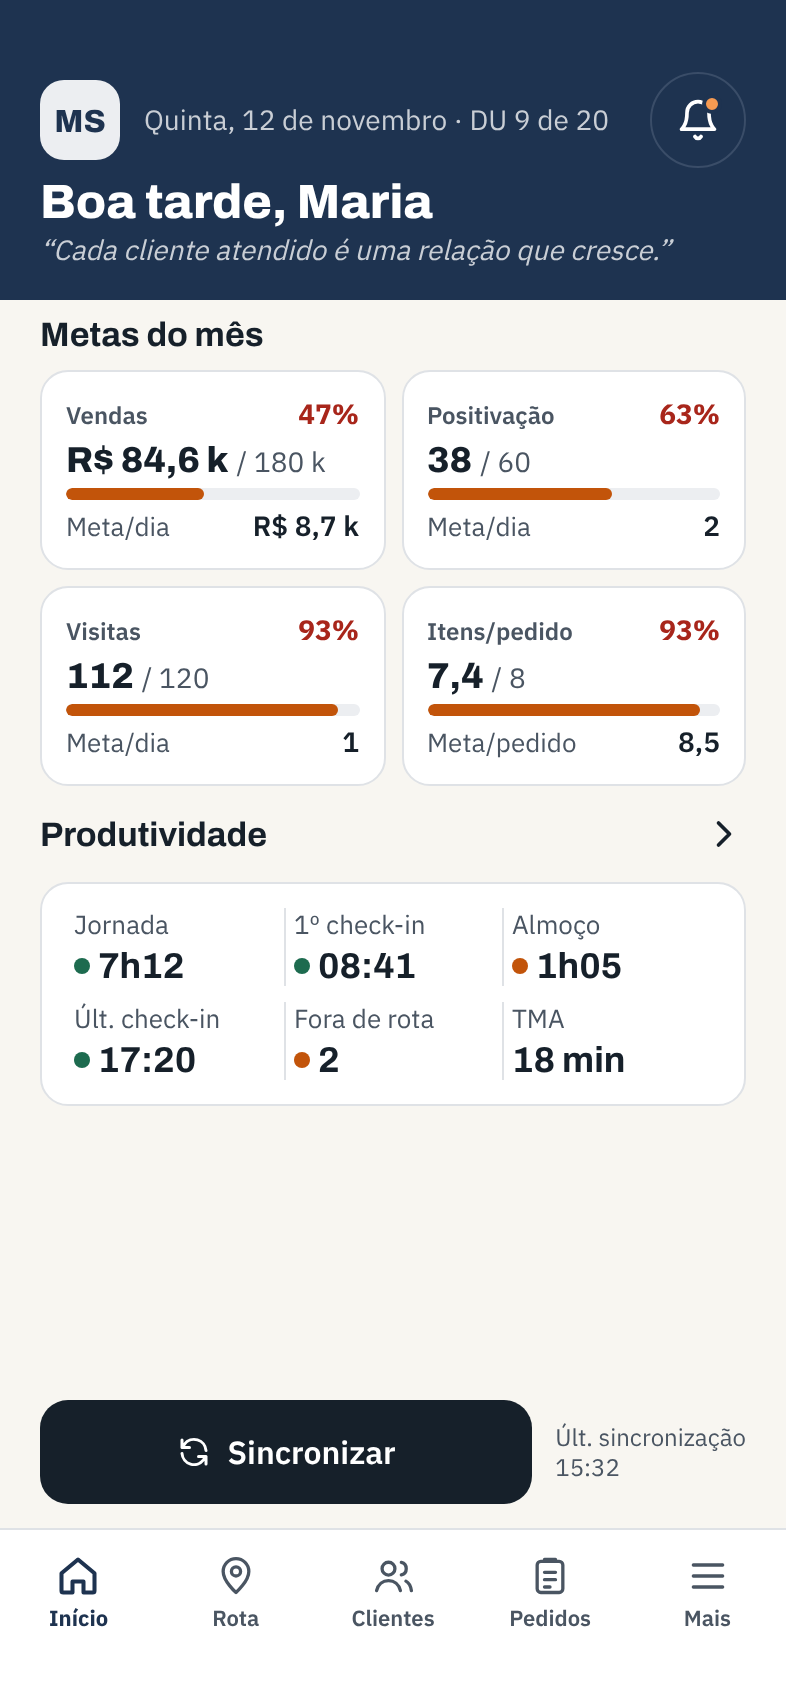 MS
Quinta, 12 de novembro · DU 9 de 20
Boa tarde, Maria
“Cada cliente atendido é uma relação que cresce.”
Metas do mês
Vendas 47%
R$ 84,6 k / 180 k
Meta/dia R$ 8,7 k
Positivação 63%
38 / 60
Meta/dia 2
Visitas 93%
112 / 120
Meta/dia 1
Itens/pedido 93%
7,4 / 8
Meta/pedido 8,5
Produtividade
Jornada
7h12
1º check-in
08:41
Almoço
1h05
Últ. check-in
17:20
Fora de rota
2
TMA
18 min
Sincronizar
Últ. sincronização
15:32
Início
Rota
Clientes
Pedidos
Mais